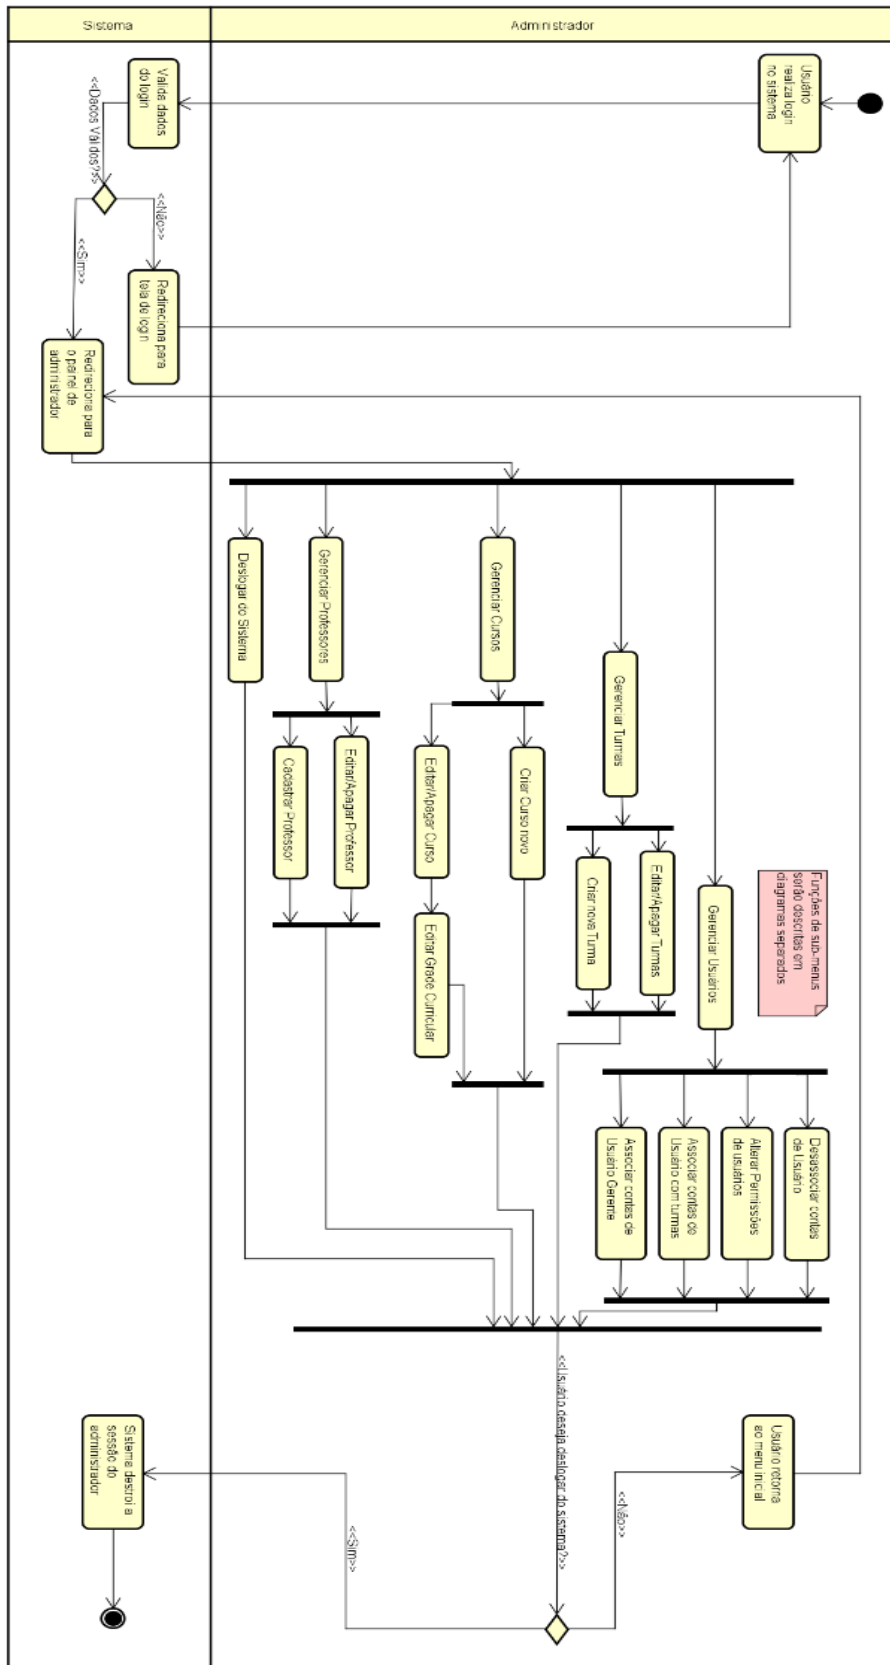 Sistema
Administrador
Usuário
realiza login
no sistema
Valida dados
do login
<<Dados Válidos?>>
<<Não>>
<<Sim>>
Redireciona para
tela de login
Redireciona para
o painel de
administrador
Deslogar do Sistema
Gerenciar Professores
Gerenciar Cursos
Gerenciar Turmas
Gerenciar Usuários
Cadastrar Professor
Editar/Apagar Professor
Editar/Apagar Curso
Criar Curso novo
Editar Grade Curricular
Criar nova Turma
Editar/Apagar Turmas
Funções de sub-menus
serão descritas em
diagramas separados
Associar contas de
Usuário Gerente
Associar contas de
Usuário com turmas
Alterar Permissões
de usuários
Desassociar contas
de Usuário
<<Usuário deseja deslogar do sistema?>>
<<Não>>
<<Sim>>
Usuário retorna
ao menu inicial
Sistema destroi a
sessão do
administrador